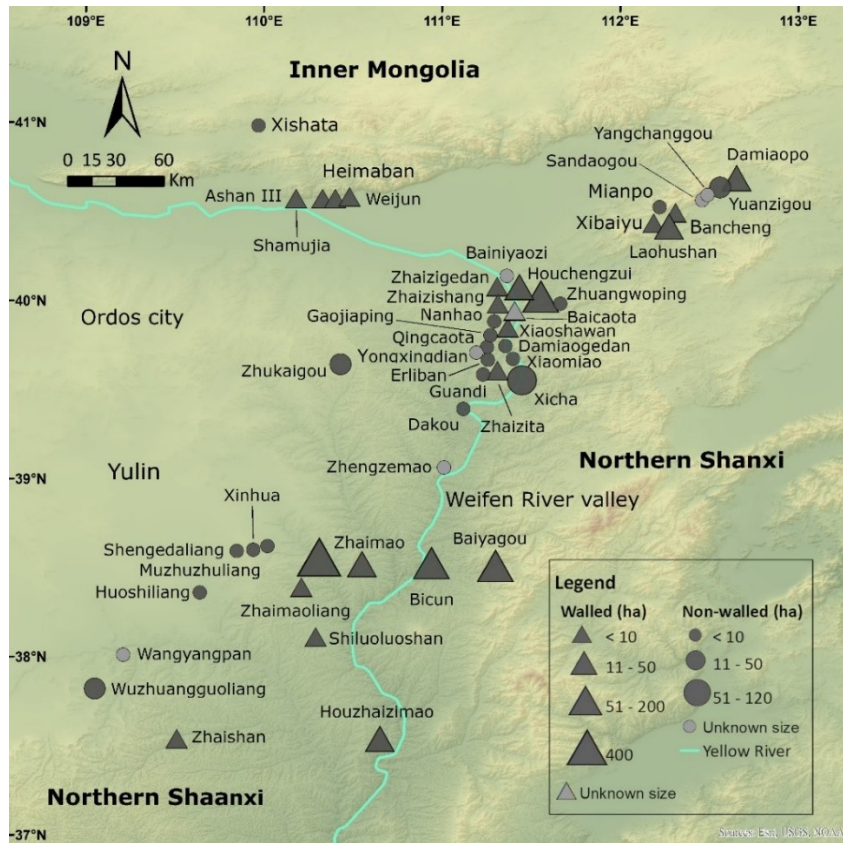 109°E 110°E 111°E 112°E 113°E
N
Inner Mongolia
41°N
Xishata
Yangchanggou
0 15 30 60
Km
Sandaogou
Damiaopo
Heimaban
Mianpo
Ashan III
Weijun
Yuanzigou
Xibaiyu
Bancheng
Shamujia
Bainiyaozi
Laohushan
Zhaizigedan
Houchengzui
40°N
Zhaizishang
Zhuangwoping
Ordos city
Nanhao
Baicaota
Gaojiaping
Xiaoshawan
Qingcaota
Damiaogedan
Yongxingdian
Xiaomiao
Zhukaigou
Erliban
Guandi
Xicha
Dakou
Zhaizita
39°N
Zhengzemao
Northern Shanxi
Yulin
Xinhua
Weifen River valley
Shengedaliang
Zhaimao
Baiyagou
Muzhuzhuliang
Huoshiliang
Zhaimaoliang
Bicun
Shiluoluoshan
38°N
Wangyangpan
Wuzhuangguoliang
Houzhaizimao
Zhaishan
Northern Shaanxi
37°N
Legend
Walled (ha) Non-walled (ha)
< 10 < 10
11 - 50 11 - 50
51 - 200 51 - 120
Unknown size
400 Yellow River
Unknown size
Sources: Esri, USGS, NOAA